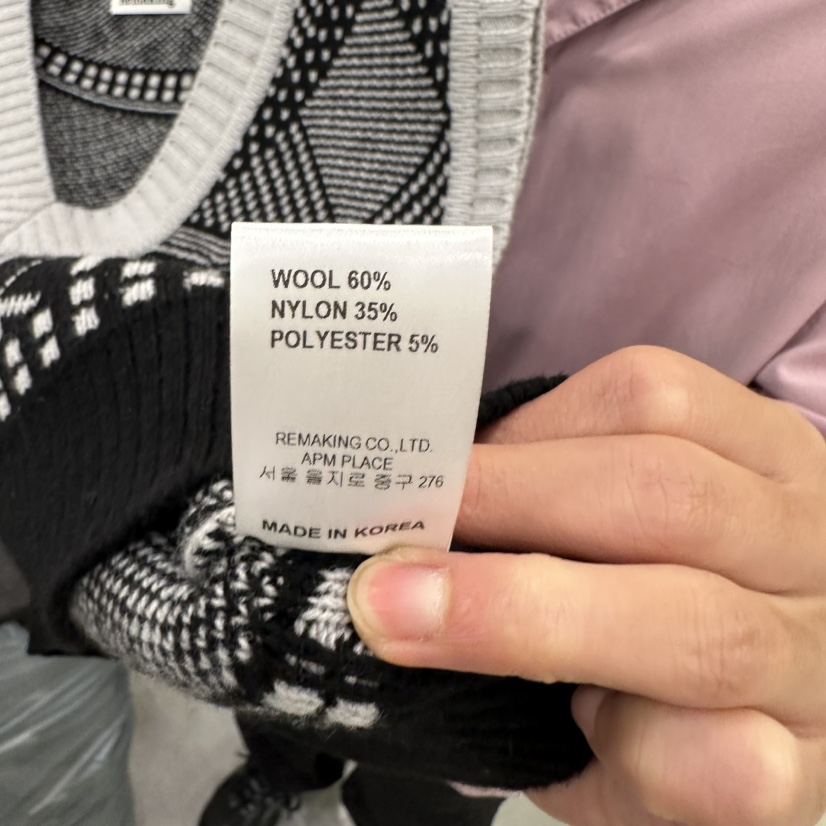 WOOL 60%
NYLON 35%
POLYESTER 5%
REMAKING CO.,LTD.
APM PLACE
서울 을지로 중구 276
MADE IN KOREA